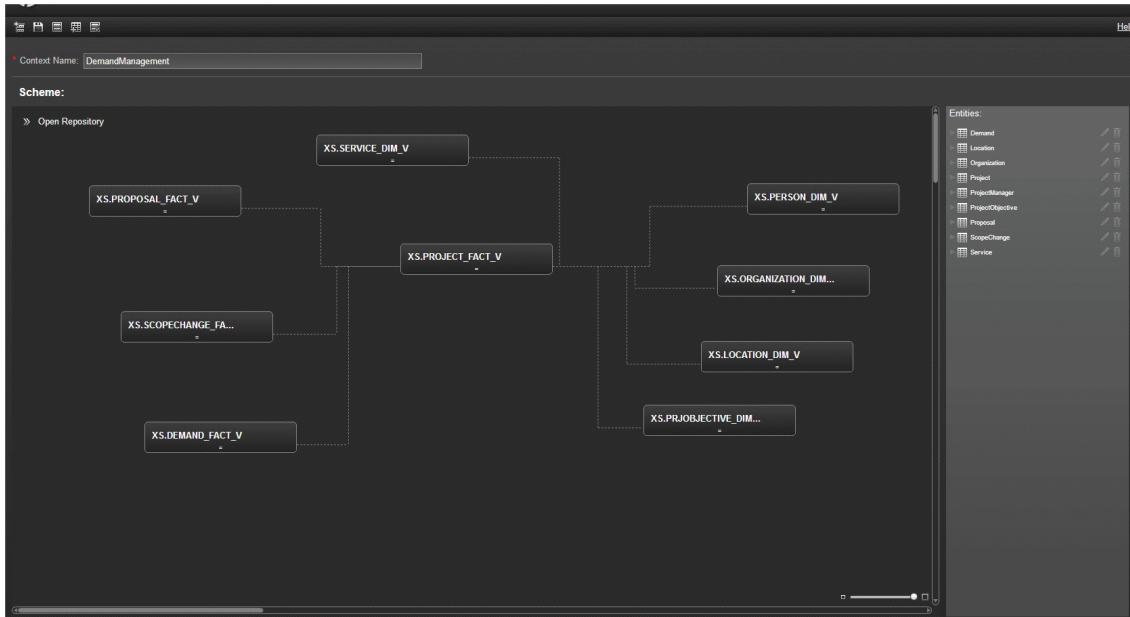 Hel
* Context Name: DemandManagement
Scheme:
» Open Repository
XS.SERVICE_DIM_V
XS.PROPOSAL_FACT_V
XS.PERSON_DIM_V
XS.PROJECT_FACT_V
XS.ORGANIZATION_DIM...
XS.SCOPECHANGE_FA...
XS.LOCATION_DIM_V
XS.PRJOBJECTIVE_DIM...
XS.DEMAND_FACT_V
Entities:
Demand
Location
Organization
Project
ProjectManager
ProjectObjective
Proposal
ScopeChange
Service